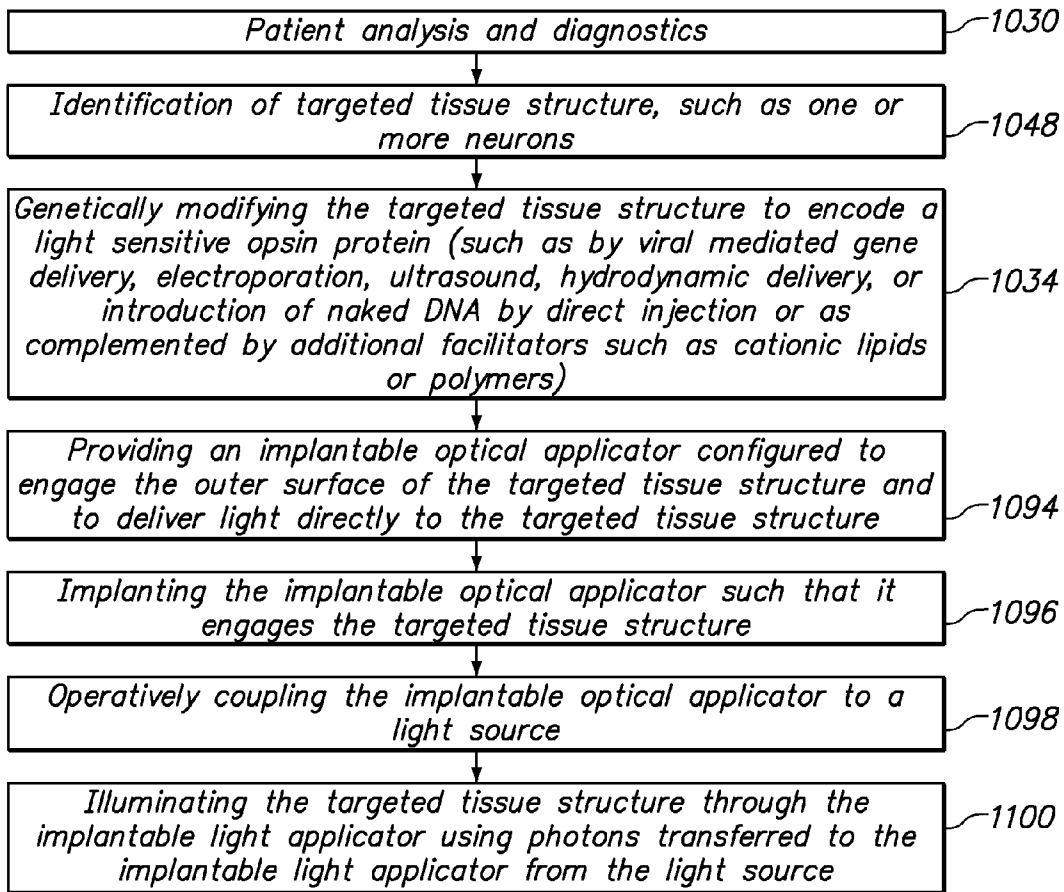 Patient analysis and diagnostics
1030
Identification of targeted tissue structure, such as one or
more neurons
1048
Genetically modifying the targeted tissue structure to encode a
light sensitive opsin protein (such as by viral mediated gene
delivery, electroporation, ultrasound, hydrodynamic delivery, or
introduction of naked DNA by direct injection or as
complemented by additional facilitators such as cationic lipids
or polymers)
1034
Providing an implantable optical applicator configured to
engage the outer surface of the targeted tissue structure and
to deliver light directly to the targeted tissue structure
1094
Implanting the implantable optical applicator such that it
engages the targeted tissue structure
1096
Operatively coupling the implantable optical applicator to a
light source
1098
Illuminating the targeted tissue structure through the
implantable light applicator using photons transferred to the
implantable light applicator from the light source
1100